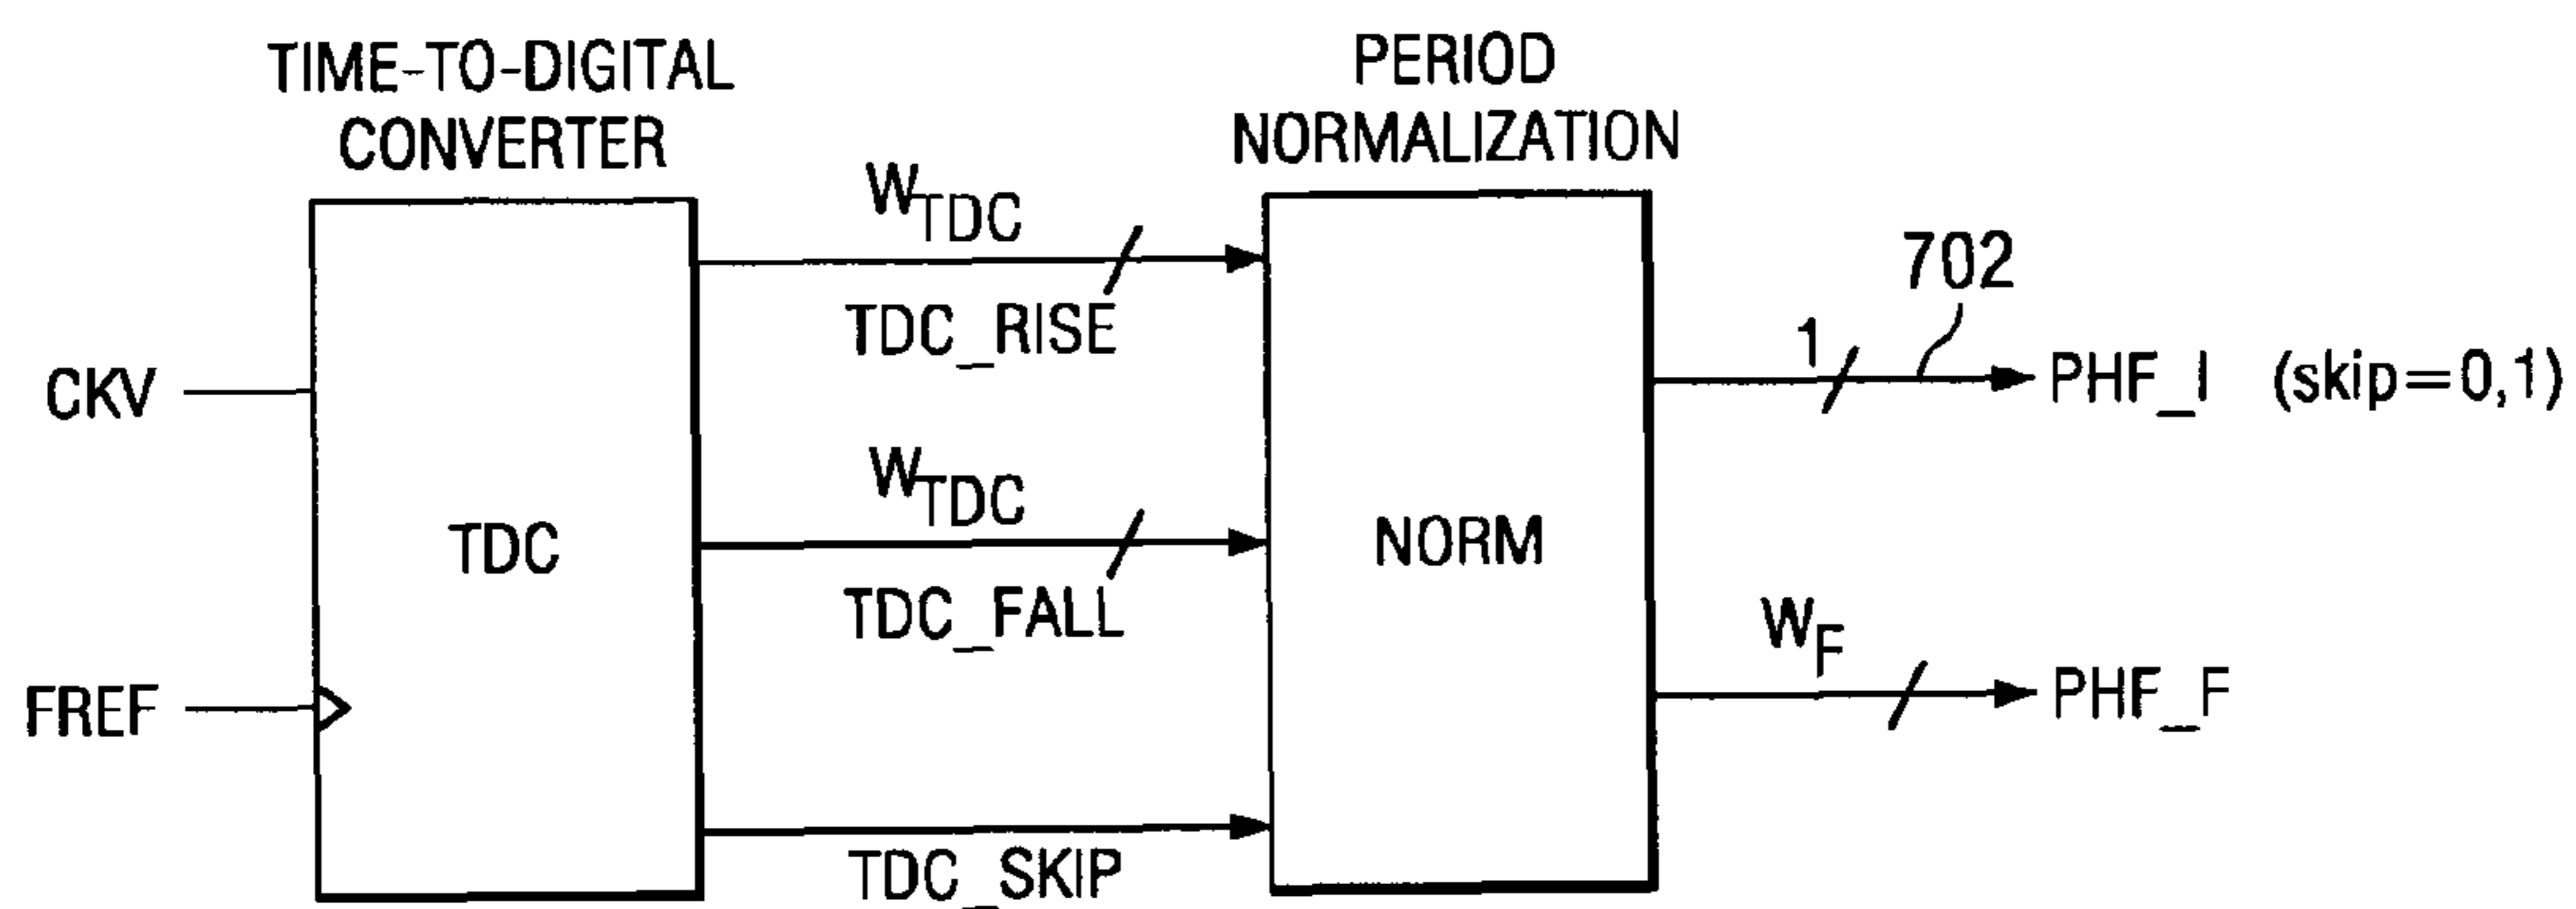 TIME-TO-DIGITAL
CONVERTER
PERIOD
NORMALIZATION
WTDC
TDC_RISE
702
1
CKV
PHF_I (skip=0,1)
WTDC
TDC
NORM
TDC_FALL
WF
FREF
PHF_F
TDC_SKIP